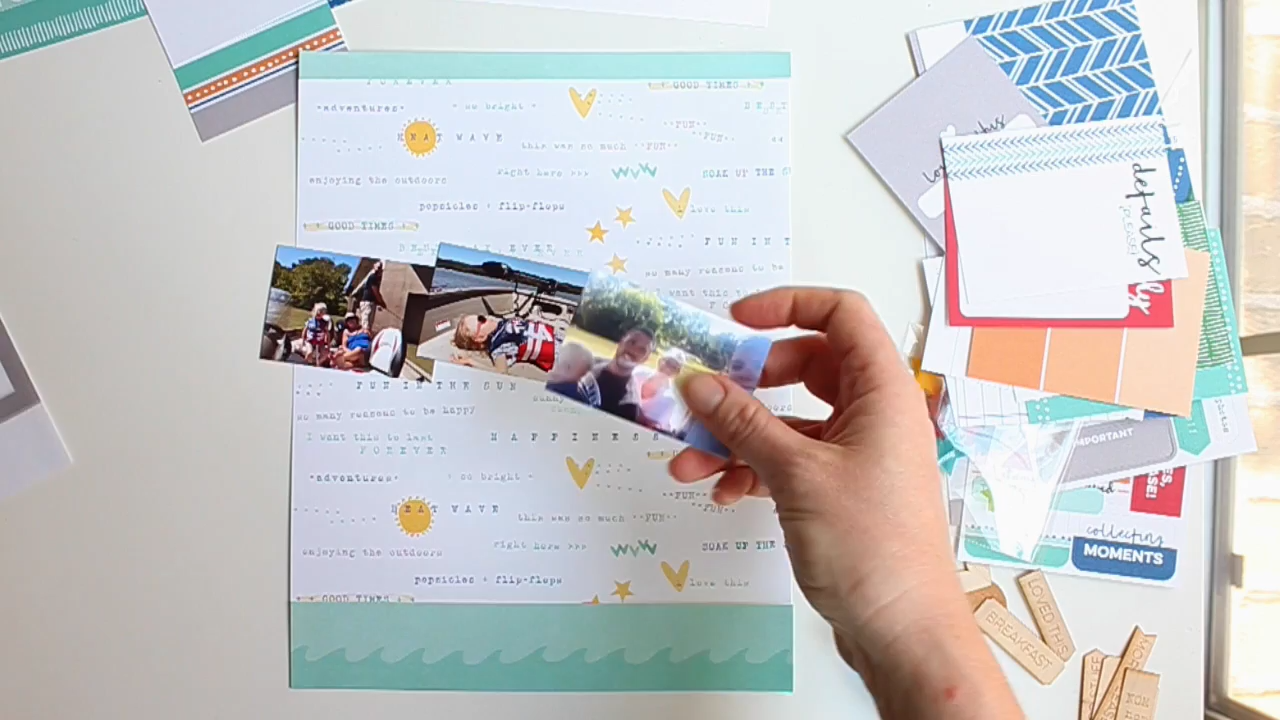 FOREVER
GOOD TIMES
"adventures"
so bright
BEST
HEAT WAVE
~FUN~
~FUN~
this was so much ~FUN~
enjoying the outdoors
right here >>>
SOAK UP THE S
popsicles + flip-flops
love this
GOOD TIMES
FUN IN T
so many reasons to be
I want this to
FUN IN THE SUN
so many reasons to be happy
sunny
I want this to last
HAPPINESS
FOREVER
"adventures"
so bright
~FUN~
~FUN~
HEAT WAVE
this was so much ~FUN~
enjoying the outdoors
right here >>>
SOAK UP THE
popsicles + flip-flops
love this
GOOD TIMES
details
PLEASE!
ly
IMPORTANT
collecting
MOMENTS
LOVED THIS
BREAKFAST